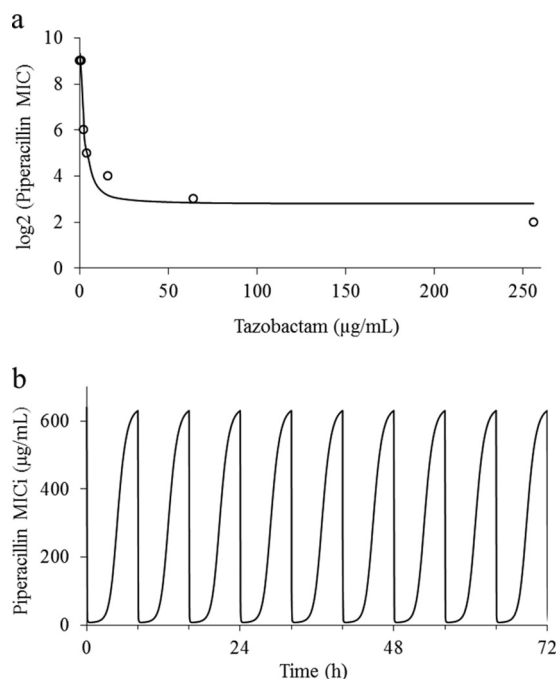 a
log2 (Piperacillin MIC)
10
8
6
4
2
0
0 50 100 150 200 250
Tazobactam (µg/mL)
b
Piperacillin MICi (µg/mL)
600
400
200
0
0 24 48 72
Time (h)